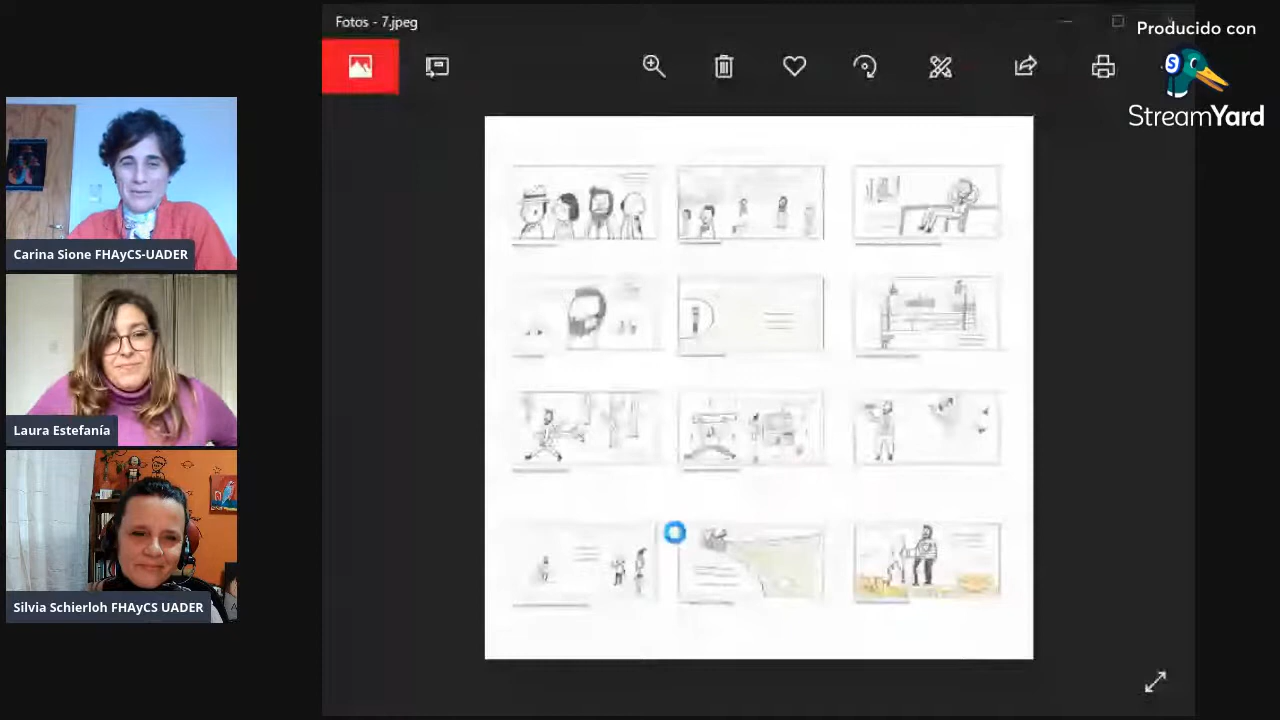 Fotos - 7.jpeg
Producido con
S
StreamYard
Carina Sione FHAyCS-UADER
Laura Estefanía
Silvia Schierloh FHAyCS UADER